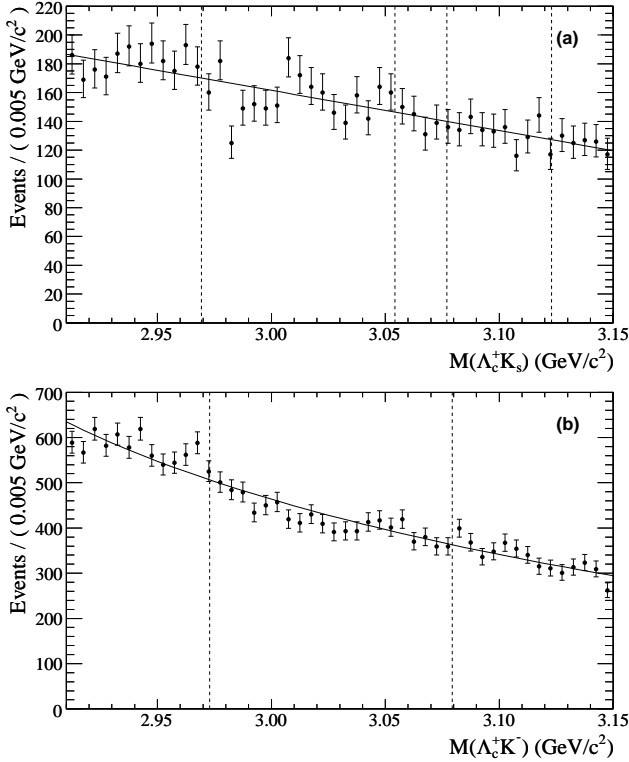 (a)
Events / ( 0.005 GeV/c²)
220
200
180
160
140
120
100
80
60
40
20
0
2.95 3.00 3.05 3.10 3.15
M(Λc⁺Ks) (GeV/c²)
(b)
Events / ( 0.005 GeV/c²)
700
600
500
400
300
200
100
0
2.95 3.00 3.05 3.10 3.15
M(Λc⁺K⁻) (GeV/c²)